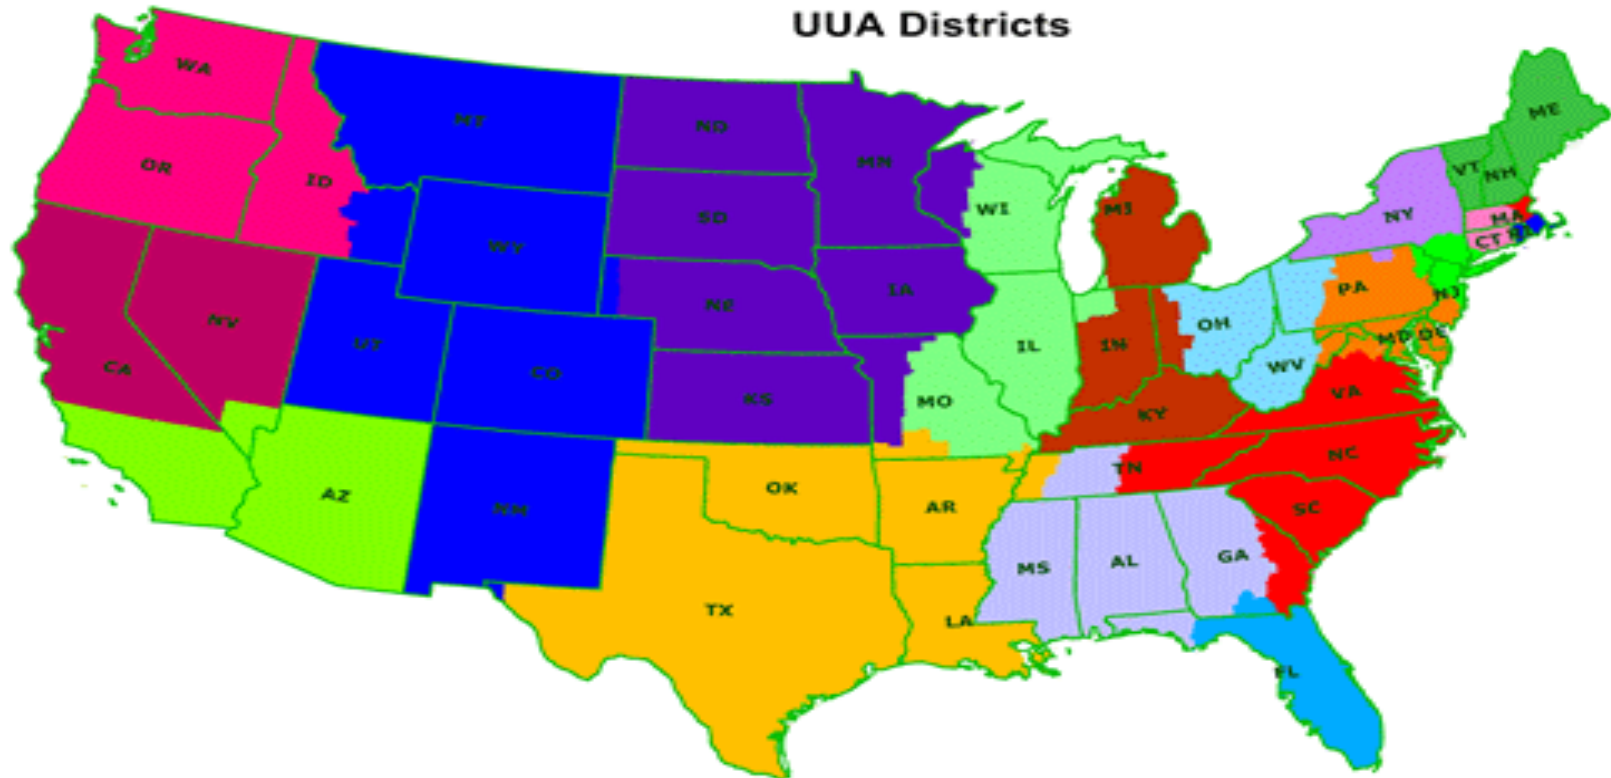 UUA Districts
WA
MT
ND
MN
ME
OR
ID
VT
NH
WI
MI
NY
MA
SD
WY
CT
IA
NE
PA
NJ
NV
OH
UT
IL
IN
MD DE
CA
CO
WV
KS
MO
VA
KY
NC
TN
OK
AZ
AR
NM
SC
GA
AL
MS
TX
LA
FL